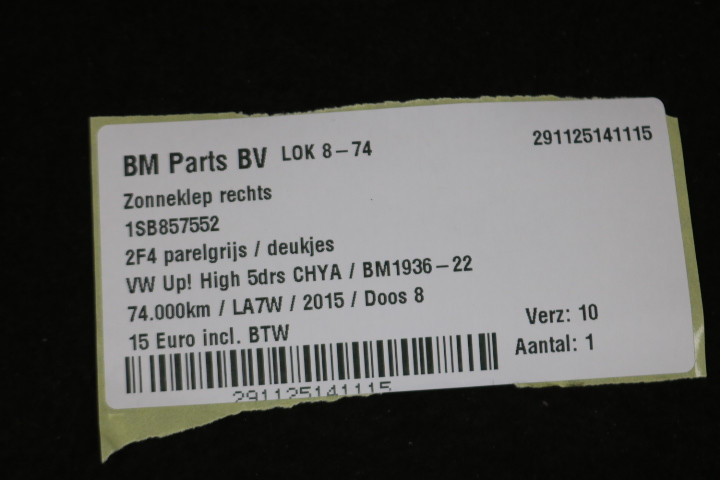 BM Parts BV LOK 8-74 291125141115
Zonneklep rechts
1SB857552
2F4 parelgrijs / deukjes
VW Up! High 5drs CHYA / BM1936-22
74.000km / LA7W / 2015 / Doos 8
15 Euro incl. BTW
Verz: 10
Aantal: 1
291125141115